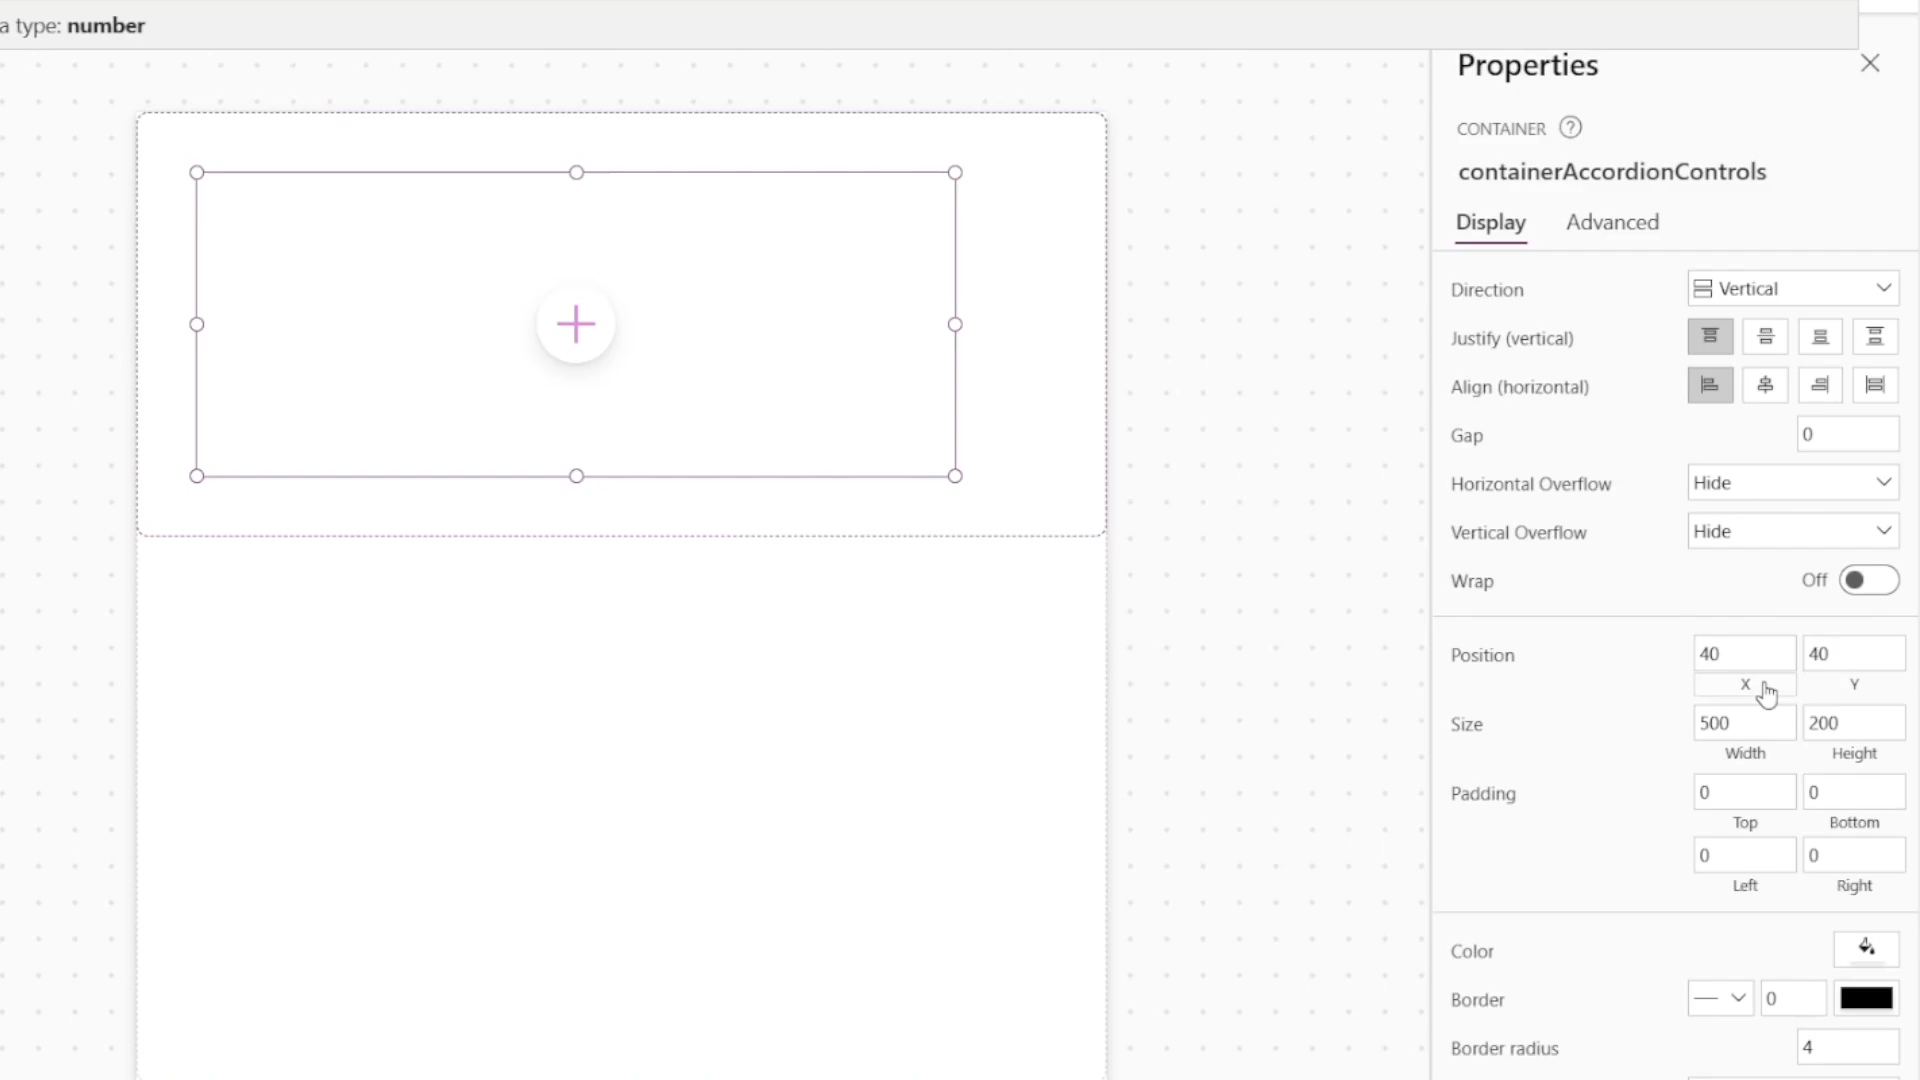 a type: number
Properties
CONTAINER ?
containerAccordionControls
Display Advanced
Direction Vertical
Justify (vertical)
Align (horizontal)
Gap 0
Horizontal Overflow Hide
Vertical Overflow Hide
Wrap Off
Position 40 40
X Y
Size 500 200
Width Height
Padding 0 0
Top Bottom
0 0
Left Right
Color
Border 0
Border radius 4